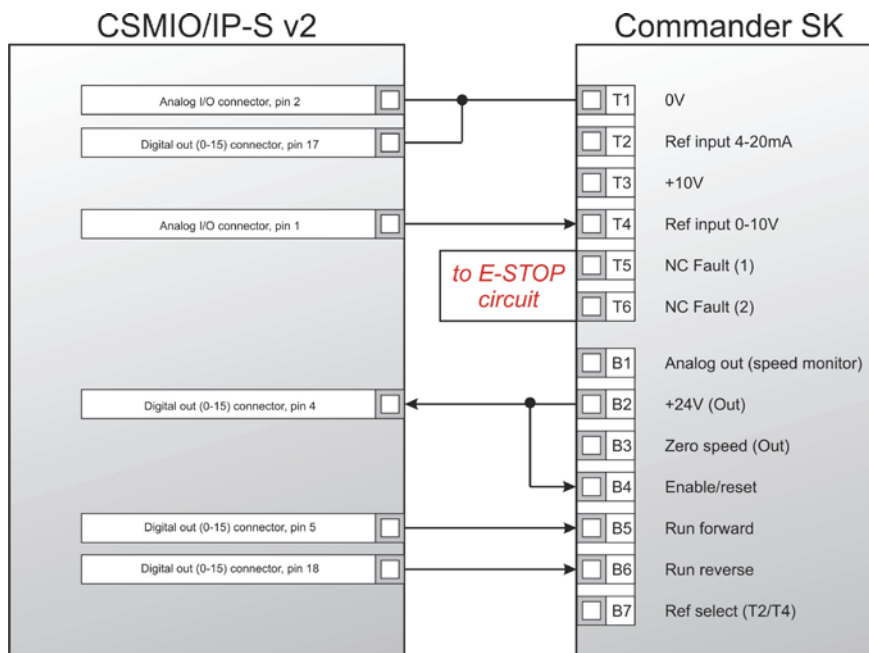 CSMIO/IP-S v2
Commander SK
Analog I/O connector, pin 2
T1 0V
Digital out (0-15) connector, pin 17
T2 Ref input 4-20mA
T3 +10V
Analog I/O connector, pin 1
T4 Ref input 0-10V
to E-STOP
circuit
T5 NC Fault (1)
T6 NC Fault (2)
B1 Analog out (speed monitor)
Digital out (0-15) connector, pin 4
B2 +24V (Out)
B3 Zero speed (Out)
B4 Enable/reset
Digital out (0-15) connector, pin 5
B5 Run forward
Digital out (0-15) connector, pin 18
B6 Run reverse
B7 Ref select (T2/T4)